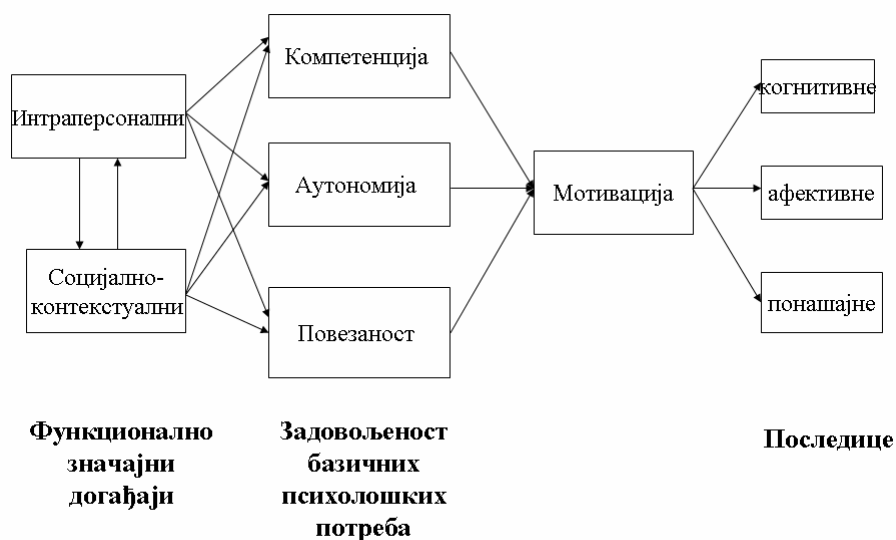 Компетенција
Интраперсонални
Аутономија
Социјално-
контекстуални
Повезаност
Мотивација
когнитивне
афективне
понашајне
Функционално
значајни
догађаји
Задовољеност
базичних
психолошких
потреба
Последице